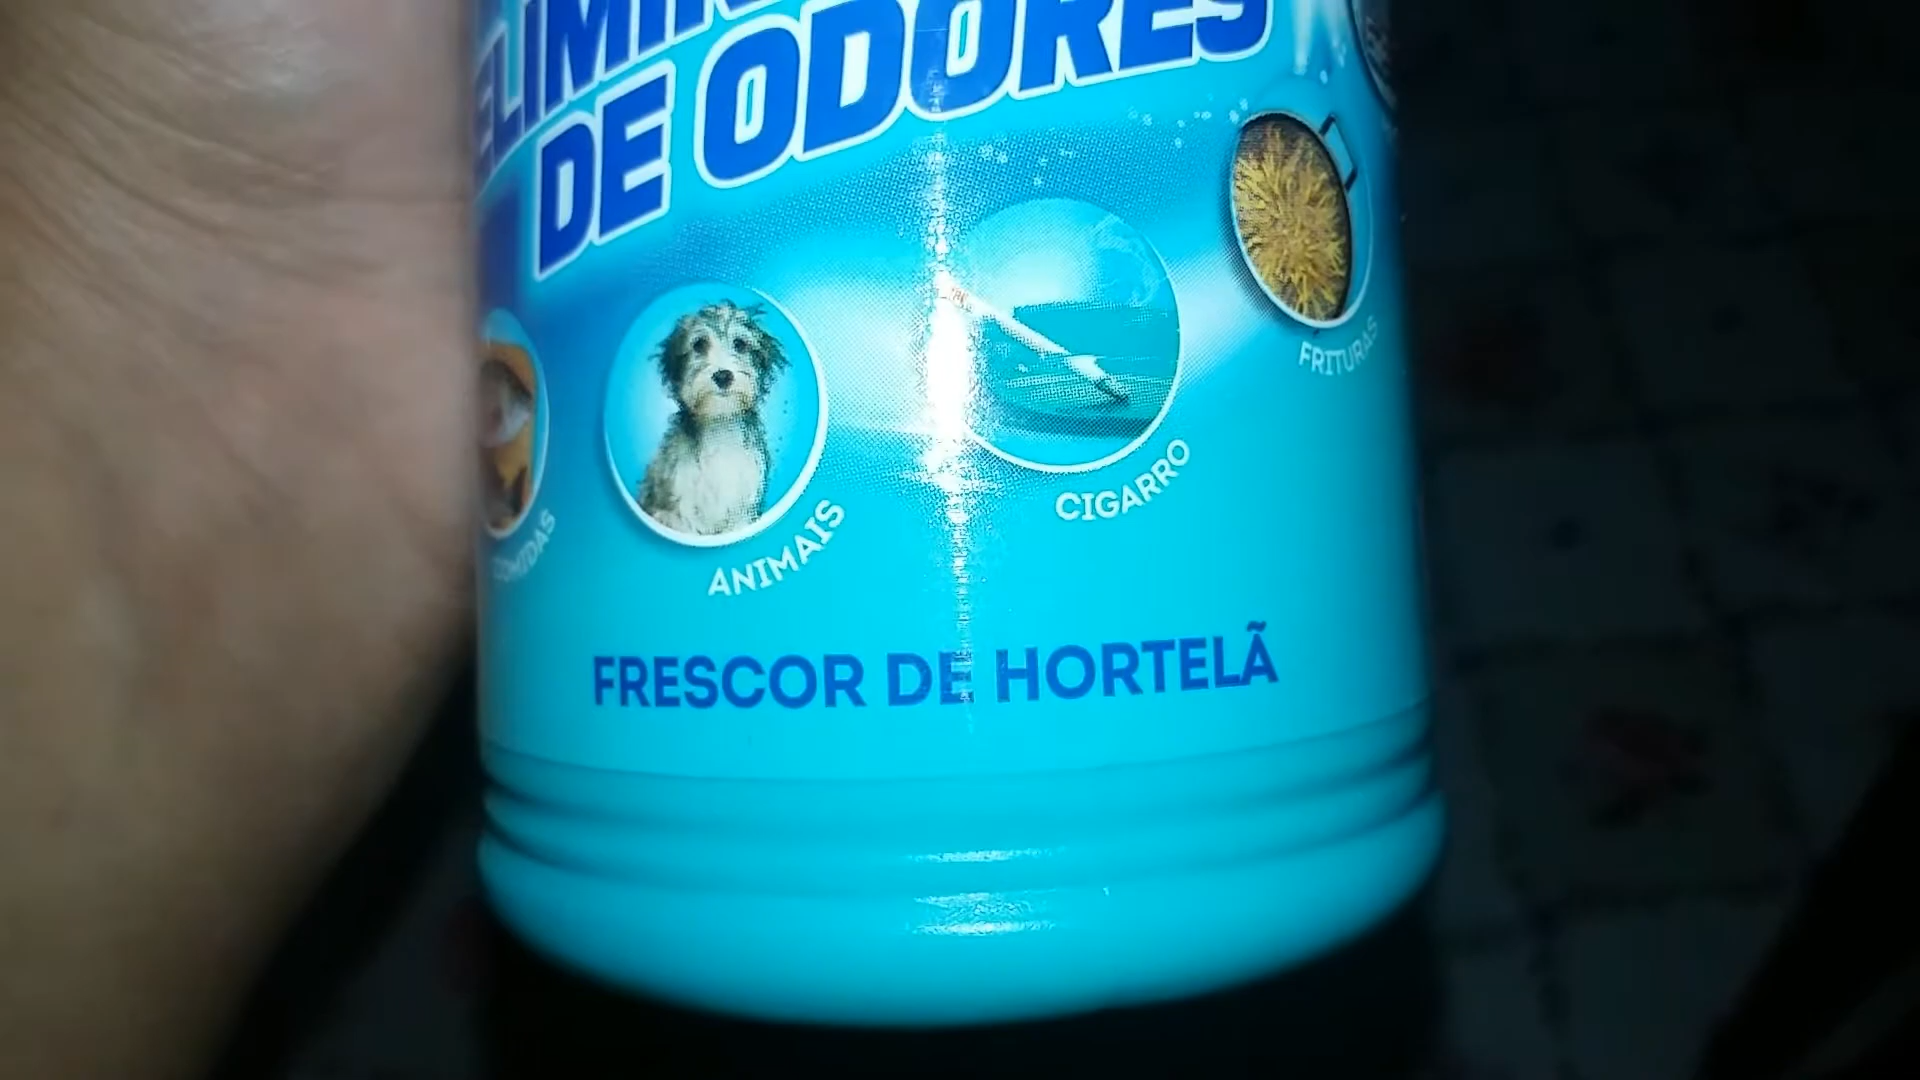 DE ODORES
COMIDAS
ANIMAIS
CIGARRO
FRITURAS
FRESCOR DE HORTELÃ